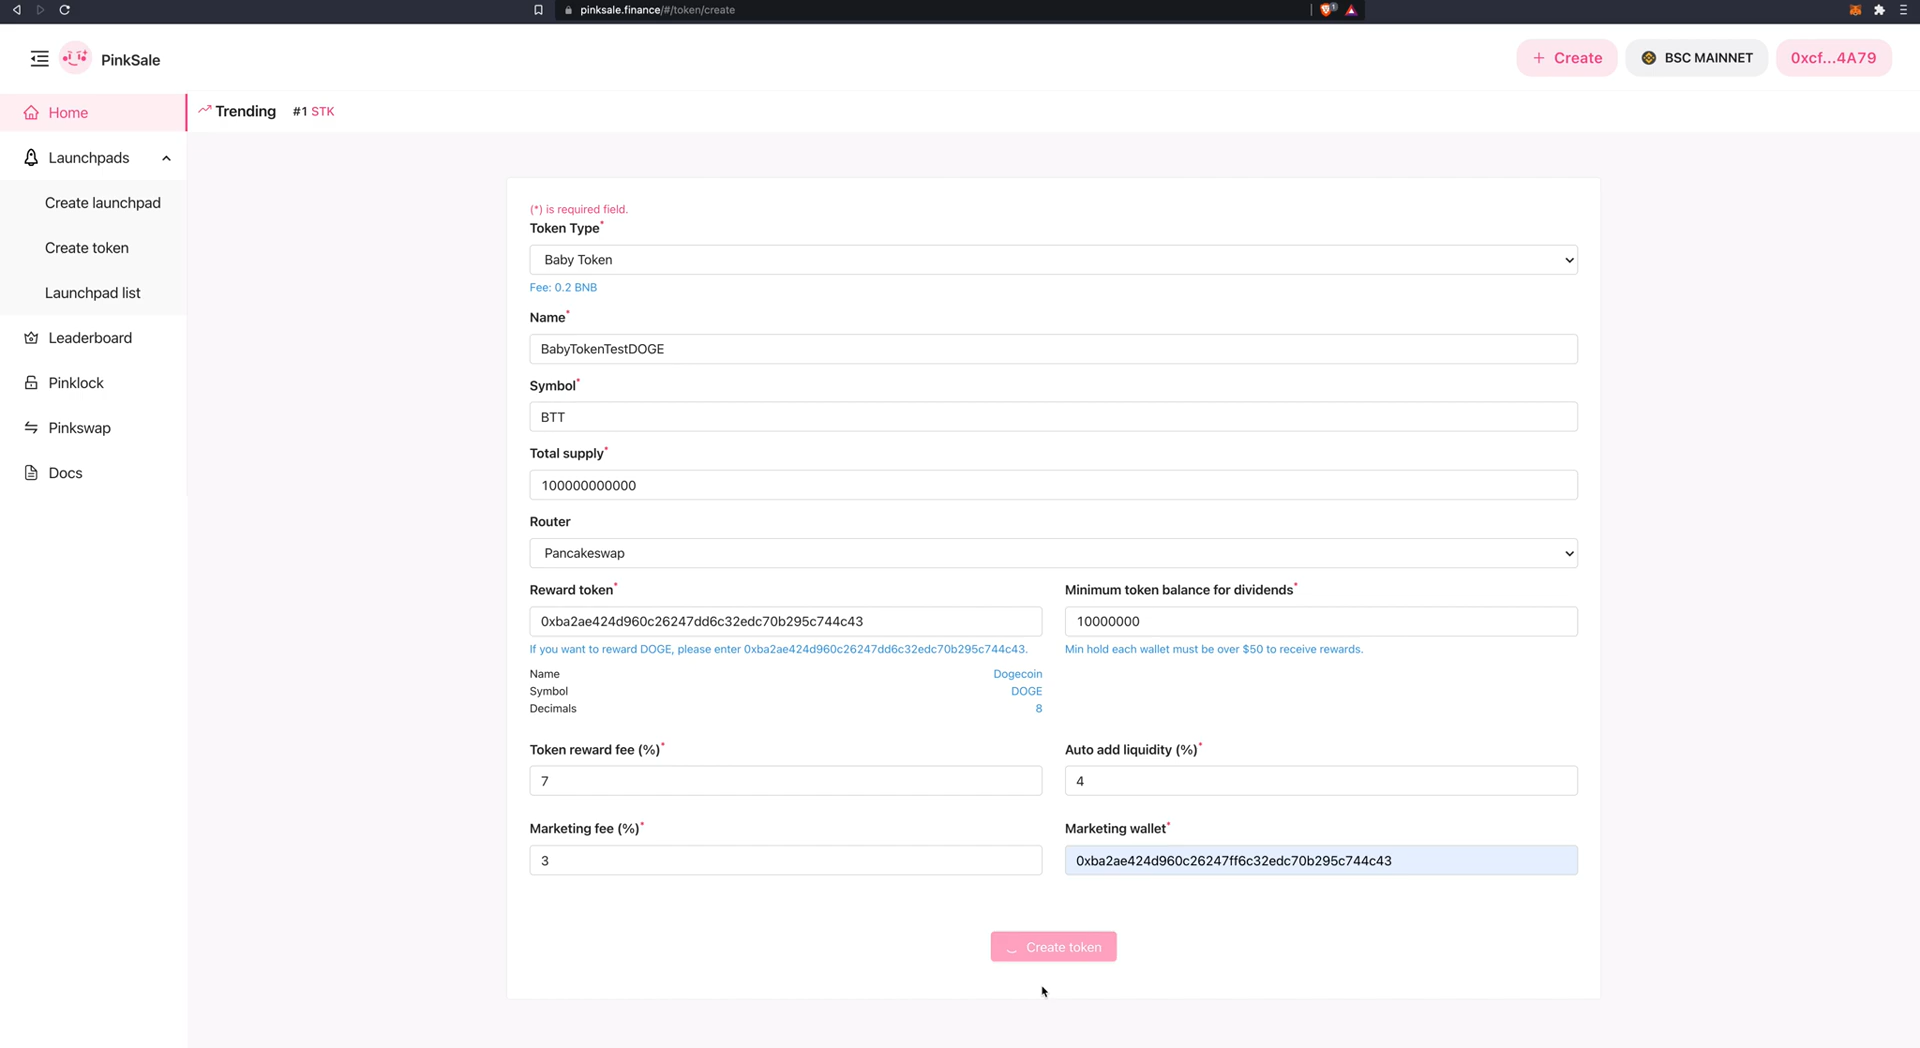 pinksale.finance/#/token/create
1
PinkSale
+ Create
BSC MAINNET
0xcf...4A79
Home
Trending #1 STK
Launchpads
Create launchpad
Create token
Launchpad list
Leaderboard
Pinklock
Pinkswap
Docs
(*) is required field.
Token Type*
Baby Token
Fee: 0.2 BNB
Name*
BabyTokenTestDOGE
Symbol*
BTT
Total supply*
100000000000
Router
Pancakeswap
Reward token*
0xba2ae424d960c26247dd6c32edc70b295c744c43
If you want to reward DOGE, please enter 0xba2ae424d960c26247dd6c32edc70b295c744c43.
Name Dogecoin
Symbol DOGE
Decimals 8
Minimum token balance for dividends*
10000000
Min hold each wallet must be over $50 to receive rewards.
Token reward fee (%)*
7
Auto add liquidity (%)*
4
Marketing fee (%)*
3
Marketing wallet*
0xba2ae424d960c26247ff6c32edc70b295c744c43
Create token